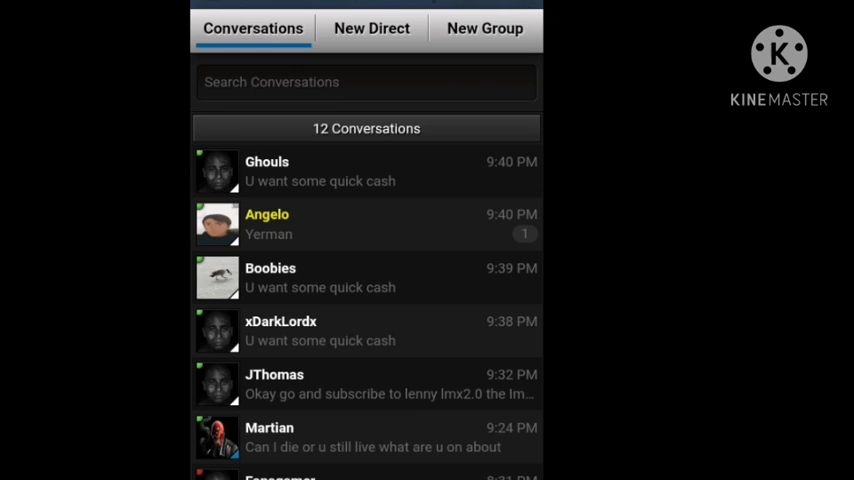 Conversations New Direct New Group
Search Conversations
12 Conversations
Ghouls 9:40 PM
U want some quick cash
Angelo 9:40 PM
Yerman 1
Boobies 9:39 PM
U want some quick cash
xDarkLordx 9:38 PM
U want some quick cash
JThomas 9:32 PM
Okay go and subscribe to lenny lmx2.0 the lm...
Martian 9:24 PM
Can I die or u still live what are u on about
K
KINEMASTER